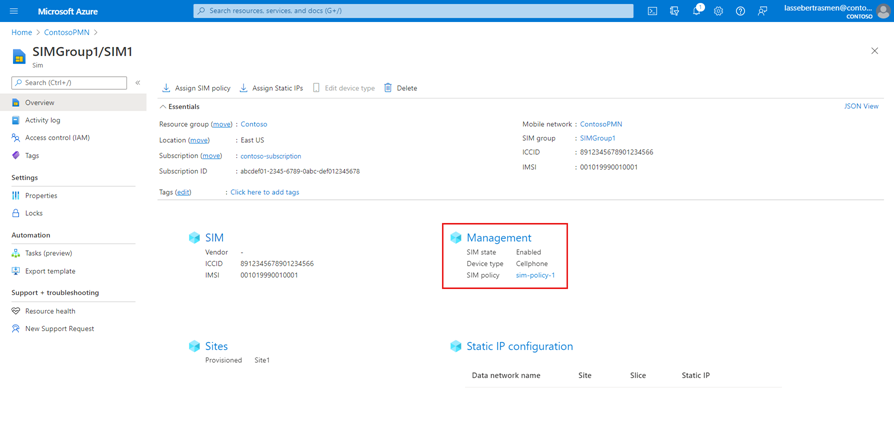 Microsoft Azure
Search resources, services, and docs (G+/)
1
lassebertrasmen@conto...
CONTOSO
Home > ContosoPMN >
SIMGroup1/SIM1
Sim
Search (Ctrl+/)
«
Overview
Activity log
Access control (IAM)
Tags
Settings
Properties
Locks
Automation
Tasks (preview)
Export template
Support + troubleshooting
Resource health
New Support Request
Assign SIM policy Assign Static IPs Edit device type Delete
Essentials JSON View
Resource group (move) : Contoso
Location (move) : East US
Subscription (move) : contoso-subscription
Subscription ID : abcdef01-2345-6789-0abc-def012345678
Mobile network : ContosoPMN
SIM group : SIMGroup1
ICCID : 8912345678901234566
IMSI : 001019990010001
Tags (edit) : Click here to add tags
SIM
Vendor -
ICCID 8912345678901234566
IMSI 001019990010001
Management
SIM state Enabled
Device type Cellphone
SIM policy sim-policy-1
Sites
Provisioned Site1
Static IP configuration
Data network name Site Slice Static IP